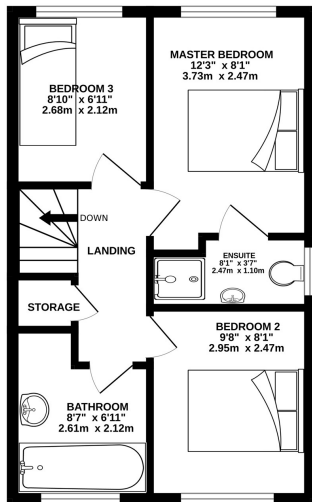 MASTER BEDROOM
12'3" x 8'1"
3.73m x 2.47m
BEDROOM 3
8'10" x 6'11"
2.68m x 2.12m
DOWN
LANDING
ENSUITE
8'1" x 3'7"
2.47m x 1.10m
STORAGE
BEDROOM 2
9'8" x 8'1"
2.95m x 2.47m
BATHROOM
8'7" x 6'11"
2.61m x 2.12m